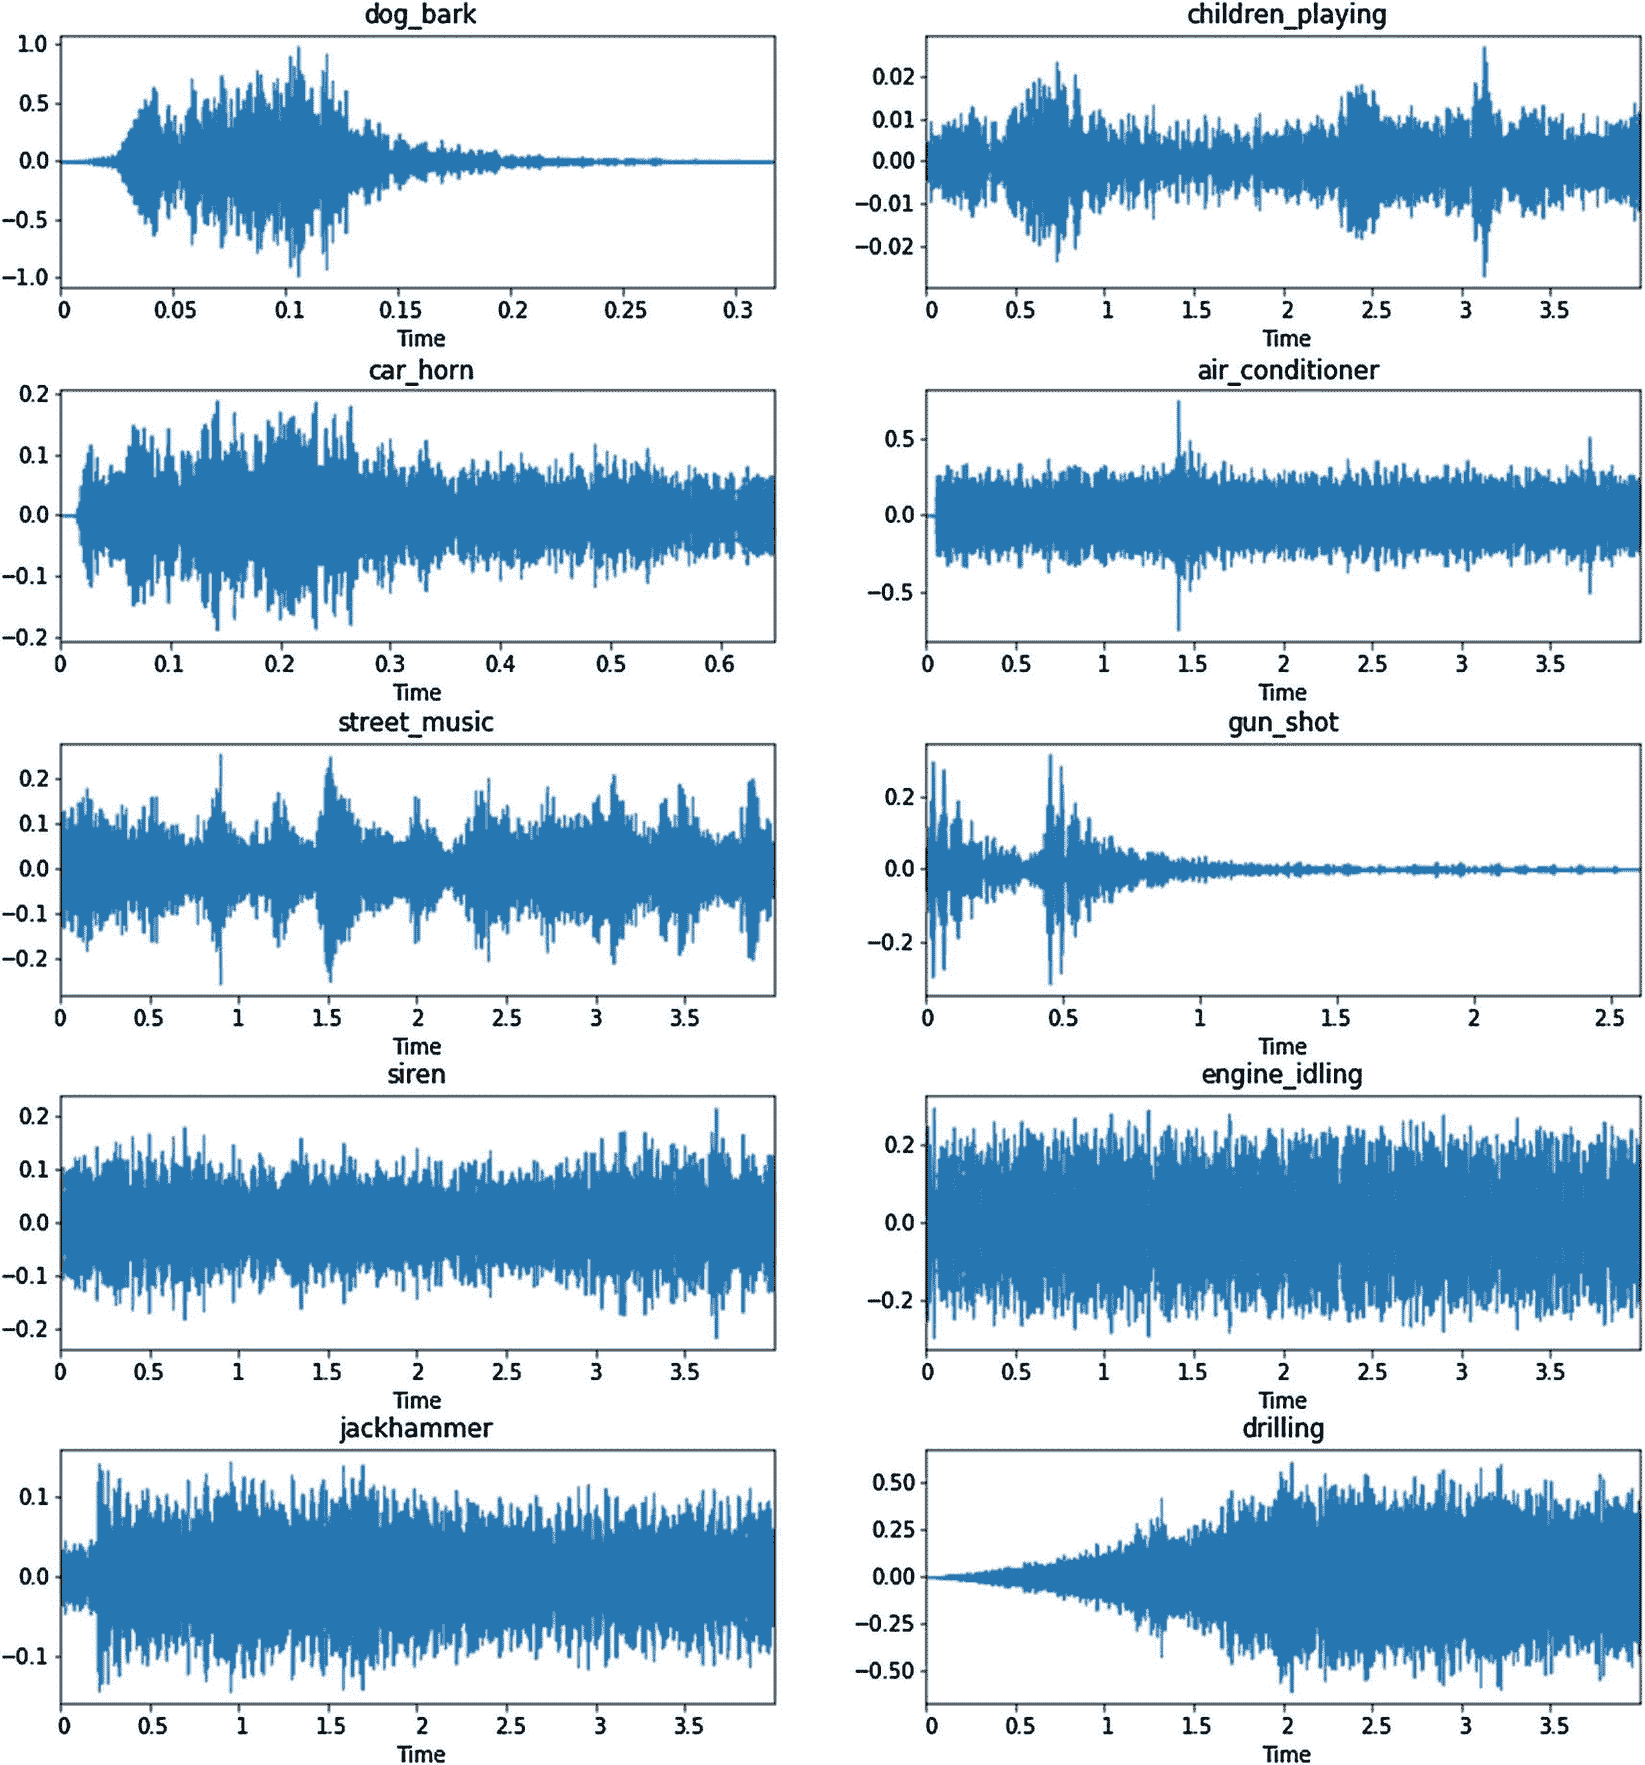 dog_bark
1.0
0.5
0.0
−0.5
−1.0
0 0.05 0.1 0.15 0.2 0.25 0.3
Time
children_playing
0.02
0.01
0.00
−0.01
−0.02
0 0.5 1 1.5 2 2.5 3 3.5
Time
car_horn
0.2
0.1
0.0
−0.1
−0.2
0 0.1 0.2 0.3 0.4 0.5 0.6
Time
air_conditioner
0.5
0.0
−0.5
0 0.5 1 1.5 2 2.5 3 3.5
Time
street_music
0.2
0.1
0.0
−0.1
−0.2
0 0.5 1 1.5 2 2.5 3 3.5
Time
gun_shot
0.2
0.0
−0.2
0 0.5 1 1.5 2 2.5
Time
siren
0.2
0.1
0.0
−0.1
−0.2
0 0.5 1 1.5 2 2.5 3 3.5
Time
engine_idling
0.2
0.0
−0.2
0 0.5 1 1.5 2 2.5 3 3.5
Time
jackhammer
0.1
0.0
−0.1
0 0.5 1 1.5 2 2.5 3 3.5
Time
drilling
0.50
0.25
0.00
−0.25
−0.50
0 0.5 1 1.5 2 2.5 3 3.5
Time